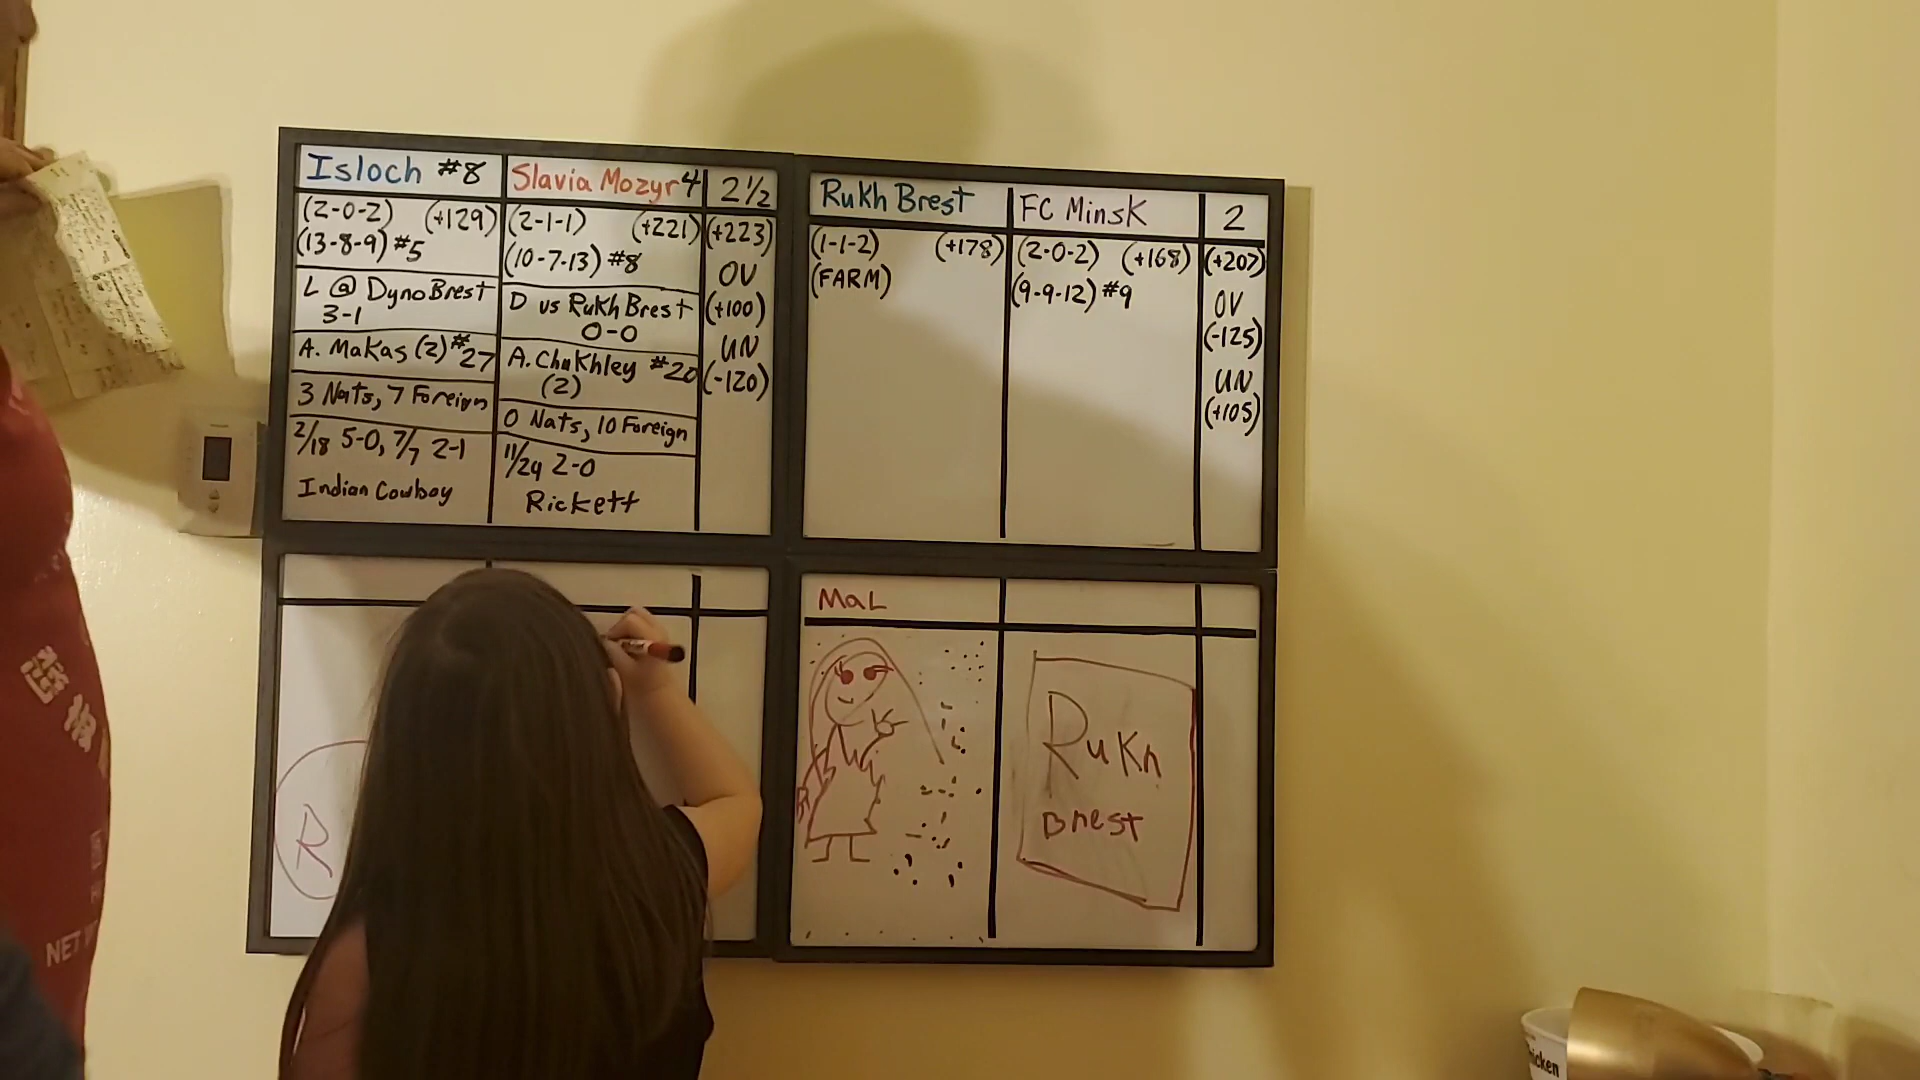 Isloch #8
(2-0-2) (+129)
(13-8-9) #5
L @ DynoBrest
3-1
A. Makas (2) #27
3 Nats, 7 Foreign
2/18 5-0, 7/7 2-1
Indian Cowboy
Slavia Mozyr 4
(2-1-1) (+221)
(10-7-13) #8
D vs Rukh Brest
0-0
A. Chukhley #20
(2)
0 Nats, 10 Foreign
11/24 2-0
Rickett
2 1/2
(+223)
OV
(+100)
UN
(-120)
Rukh Brest
(1-1-2) (+178)
(FARM)
FC Minsk
(2-0-2) (+168)
(9-9-12) #9
2
(+207)
OV
(-125)
UN
(+105)
R
MaL
Rukh
Brest
NET